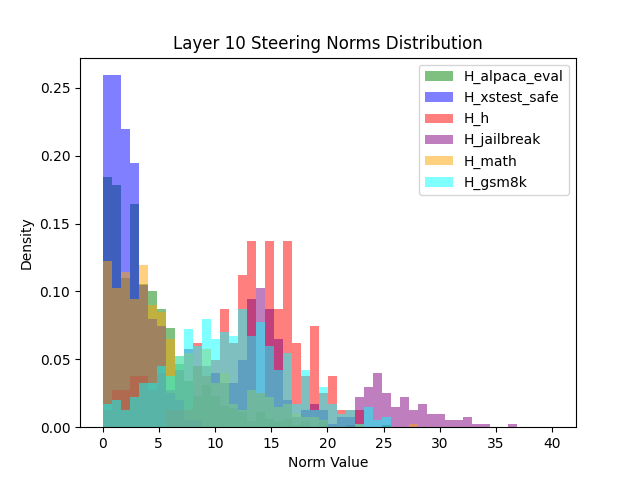 Layer 10 Steering Norms Distribution
H_alpaca_eval
H_xstest_safe
H_h
H_jailbreak
H_math
H_gsm8k
Density
0.25
0.20
0.15
0.10
0.05
0.00
0 5 10 15 20 25 30 35 40
Norm Value